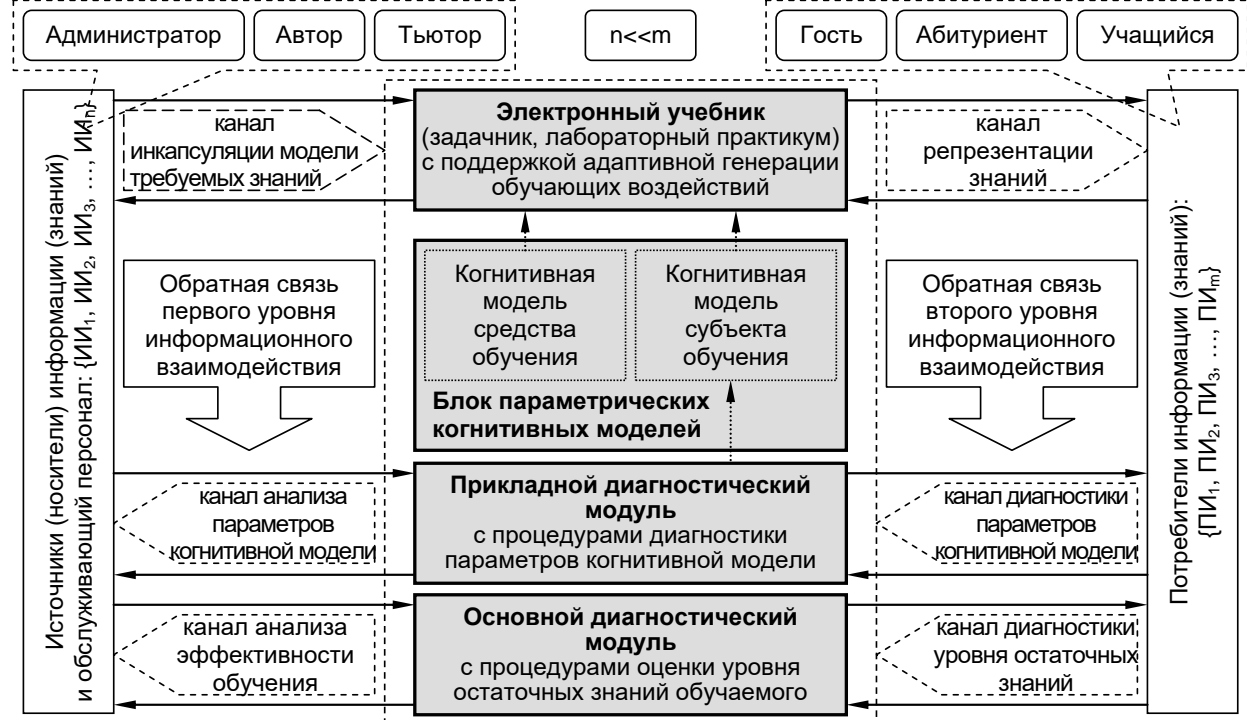 Администратор
Автор
Тьютор
n<<m
Гость
Абитуриент
Учащийся
Источники (носители) информации (знаний)
и обслуживающий персонал: {ИИ₁, ИИ₂, ИИ₃, …, ИИₙ}
канал
инкапсуляции модели
требуемых знаний
Электронный учебник
(задачник, лабораторный практикум)
с поддержкой адаптивной генерации
обучающих воздействий
канал
репрезентации
знаний
Обратная связь
первого уровня
информационного
взаимодействия
Когнитивная
модель
средства
обучения
Когнитивная
модель
субъекта
обучения
Блок параметрических
когнитивных моделей
Обратная связь
второго уровня
информационного
взаимодействия
канал анализа
параметров
когнитивной модели
Прикладной диагностический
модуль
с процедурами диагностики
параметров когнитивной модели
канал диагностики
параметров
когнитивной модели
канал анализа
эффективности
обучения
Основной диагностический
модуль
с процедурами оценки уровня
остаточных знаний обучаемого
канал диагностики
уровня остаточных
знаний
Потребители информации (знаний):
{ПИ₁, ПИ₂, ПИ₃, …, ПИₘ}